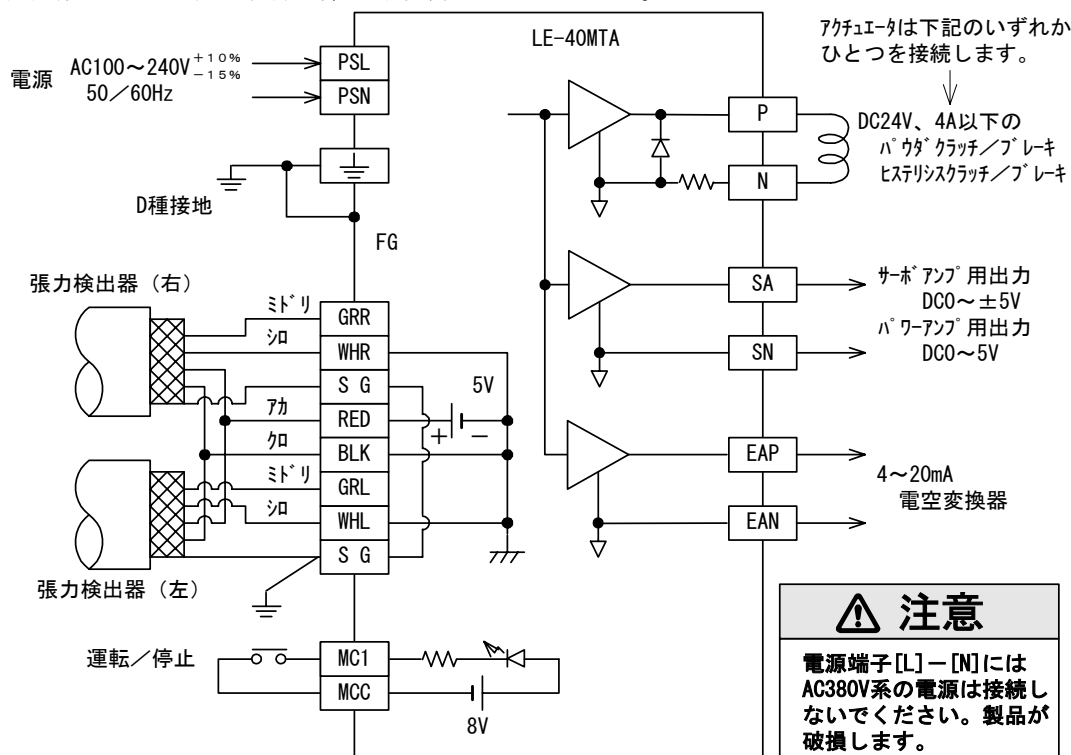 LE-40MTA
アクチュエータは下記のいずれか
ひとつを接続します。
電源 AC100～240V +10% -15%
50／60Hz
PSL
PSN
D種接地
FG
P
N
DC24V、4A以下の
パウダクラッチ／ブレーキ
ヒステリシスクラッチ／ブレーキ
張力検出器（右）
ミドリ
シロ
アカ
クロ
ミドリ
シロ
GRR
WHR
S G
RED
BLK
GRL
WHL
S G
5V
+ －
張力検出器（左）
SA
SN
サーボアンプ用出力
DC0～±5V
パワーアンプ用出力
DC0～5V
EAP
EAN
4～20mA
電空変換器
運転／停止
MC1
MCC
8V
注意
電源端子[L]－[N]には
AC380V系の電源は接続し
ないでください。製品が
破損します。